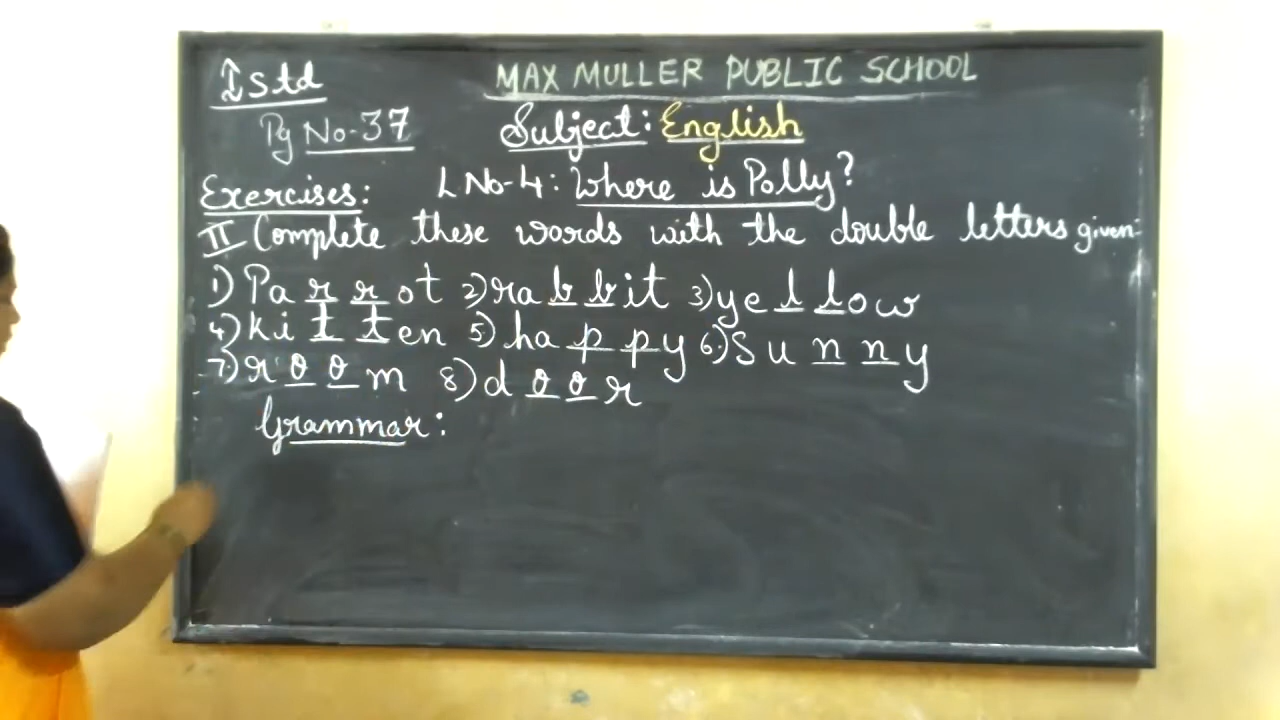 I Std MAX MULLER PUBLIC SCHOOL
Pg No-37 Subject: English
Exercises: L No-4: Where is Polly?
II Complete these words with the double letters given:
1) Pa r r ot 2) ra b b it 3) ye l l ow
4) ki t t en 5) ha p p y 6) Su n n y
7) r o o m 8) d o o r
Grammar: